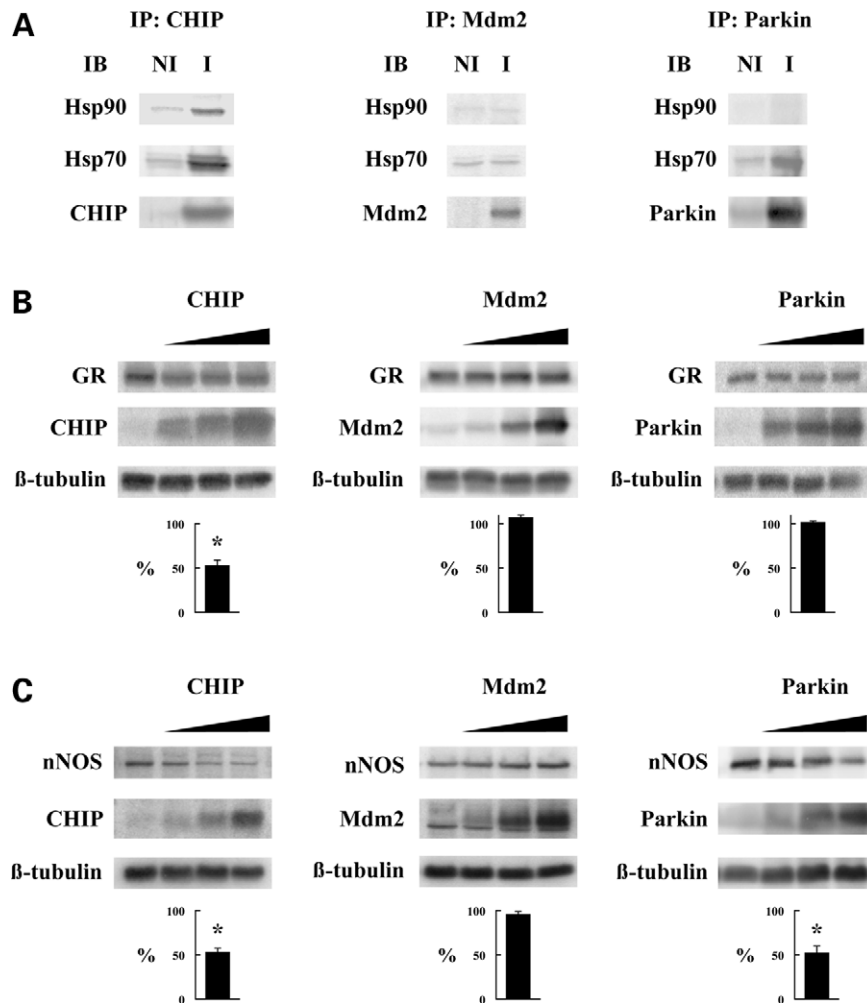 A
IP: CHIP IP: Mdm2 IP: Parkin
IB NI I IB NI I IB NI I
Hsp90 Hsp90 Hsp90
Hsp70 Hsp70 Hsp70
CHIP Mdm2 Parkin
B
CHIP Mdm2 Parkin
GR GR GR
CHIP Mdm2 Parkin
ß-tubulin ß-tubulin ß-tubulin
100 100 100
*
% 50 % 50 % 50
0 0 0
C
CHIP Mdm2 Parkin
nNOS nNOS nNOS
CHIP Mdm2 Parkin
ß-tubulin ß-tubulin ß-tubulin
100 100 100
* *
% 50 % 50 % 50
0 0 0